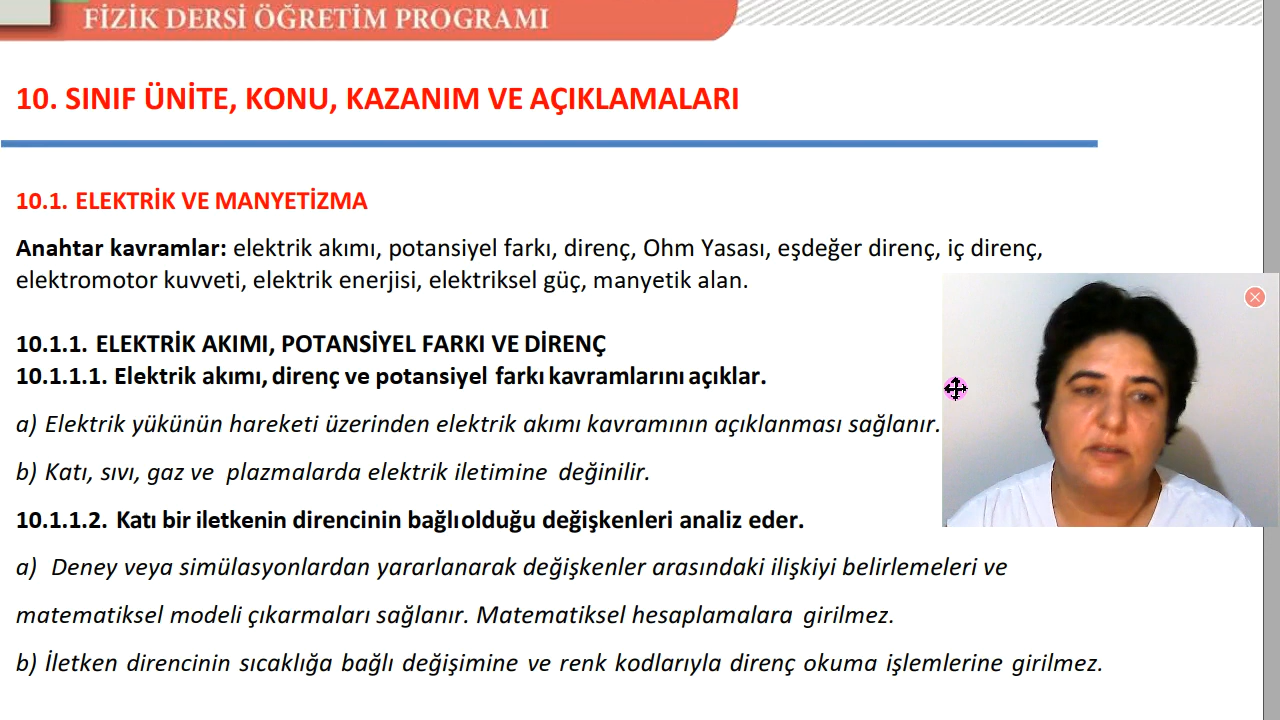 FİZİK DERSİ ÖĞRETİM PROGRAMI
10. SINIF ÜNİTE, KONU, KAZANIM VE AÇIKLAMALARI
10.1. ELEKTRİK VE MANYETİZMA
Anahtar kavramlar: elektrik akımı, potansiyel farkı, direnç, Ohm Yasası, eşdeğer direnç, iç direnç,
elektromotor kuvveti, elektrik enerjisi, elektriksel güç, manyetik alan.
10.1.1. ELEKTRİK AKIMI, POTANSİYEL FARKI VE DİRENÇ
10.1.1.1. Elektrik akımı, direnç ve potansiyel farkı kavramlarını açıklar.
a) Elektrik yükünün hareketi üzerinden elektrik akımı kavramının açıklanması sağlanır.
b) Katı, sıvı, gaz ve plazmalarda elektrik iletimine değinilir.
10.1.1.2. Katı bir iletkenin direncinin bağlı olduğu değişkenleri analiz eder.
a) Deney veya simülasyonlardan yararlanarak değişkenler arasındaki ilişkiyi belirlemeleri ve
matematiksel modeli çıkarmaları sağlanır. Matematiksel hesaplamalara girilmez.
b) İletken direncinin sıcaklığa bağlı değişimine ve renk kodlarıyla direnç okuma işlemlerine girilmez.